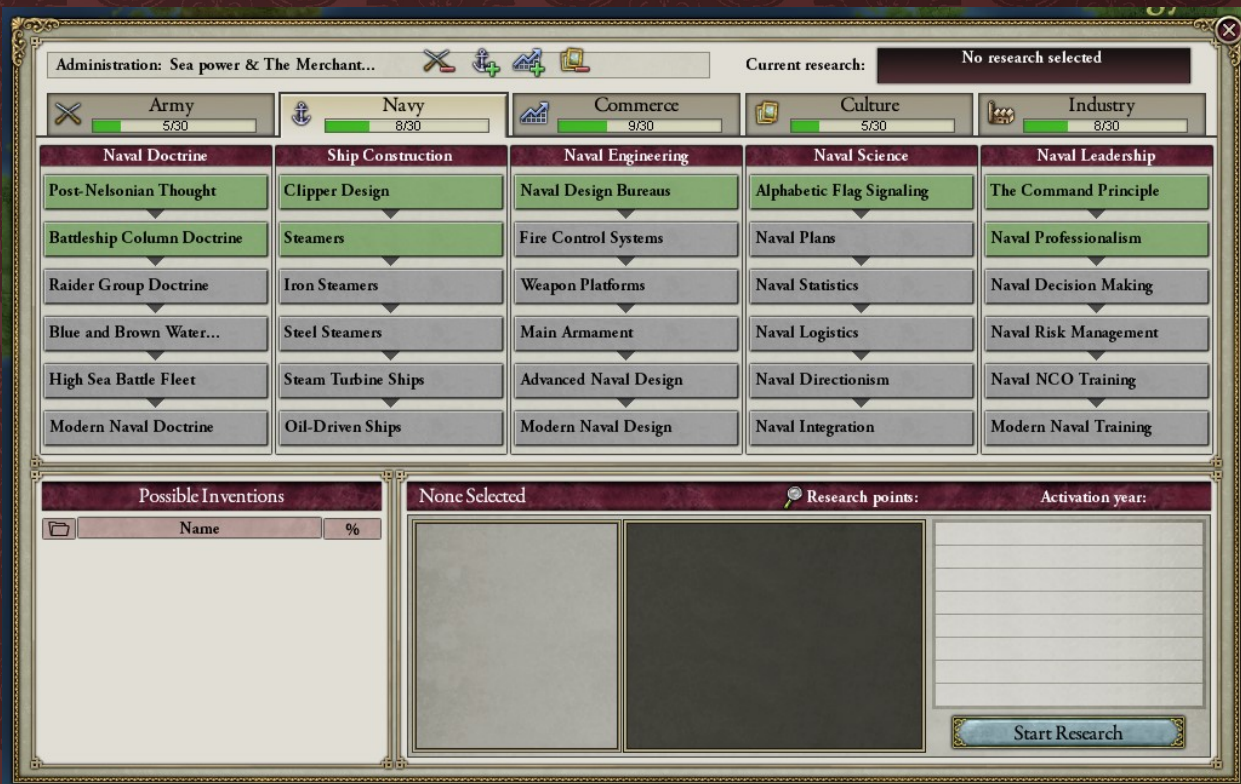 Administration: Sea power & The Merchant...
Current research:
No research selected
Army
5/30
Navy
8/30
Commerce
9/30
Culture
5/30
Industry
8/30
Naval Doctrine
Ship Construction
Naval Engineering
Naval Science
Naval Leadership
Post-Nelsonian Thought
Clipper Design
Naval Design Bureaus
Alphabetic Flag Signaling
The Command Principle
Battleship Column Doctrine
Steamers
Fire Control Systems
Naval Plans
Naval Professionalism
Raider Group Doctrine
Iron Steamers
Weapon Platforms
Naval Statistics
Naval Decision Making
Blue and Brown Water...
Steel Steamers
Main Armament
Naval Logistics
Naval Risk Management
High Sea Battle Fleet
Steam Turbine Ships
Advanced Naval Design
Naval Directionism
Naval NCO Training
Modern Naval Doctrine
Oil-Driven Ships
Modern Naval Design
Naval Integration
Modern Naval Training
Possible Inventions
Name
%
None Selected
Research points:
Activation year:
Start Research